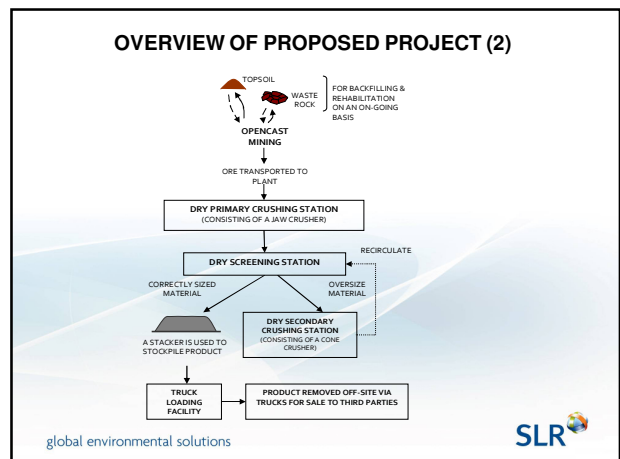 OVERVIEW OF PROPOSED PROJECT (2)
TOPSOIL
WASTE
ROCK
FOR BACKFILLING &
REHABILITATION
ON AN ON-GOING
BASIS
OPENCAST
MINING
ORE TRANSPORTED TO
PLANT
DRY PRIMARY CRUSHING STATION
(CONSISTING OF A JAW CRUSHER)
RECIRCULATE
DRY SCREENING STATION
CORRECTLY SIZED
MATERIAL
OVERSIZE
MATERIAL
DRY SECONDARY
CRUSHING STATION
(CONSISTING OF A CONE
CRUSHER)
A STACKER IS USED TO
STOCKPILE PRODUCT
TRUCK
LOADING
FACILITY
PRODUCT REMOVED OFF-SITE VIA
TRUCKS FOR SALE TO THIRD PARTIES
global environmental solutions
SLR